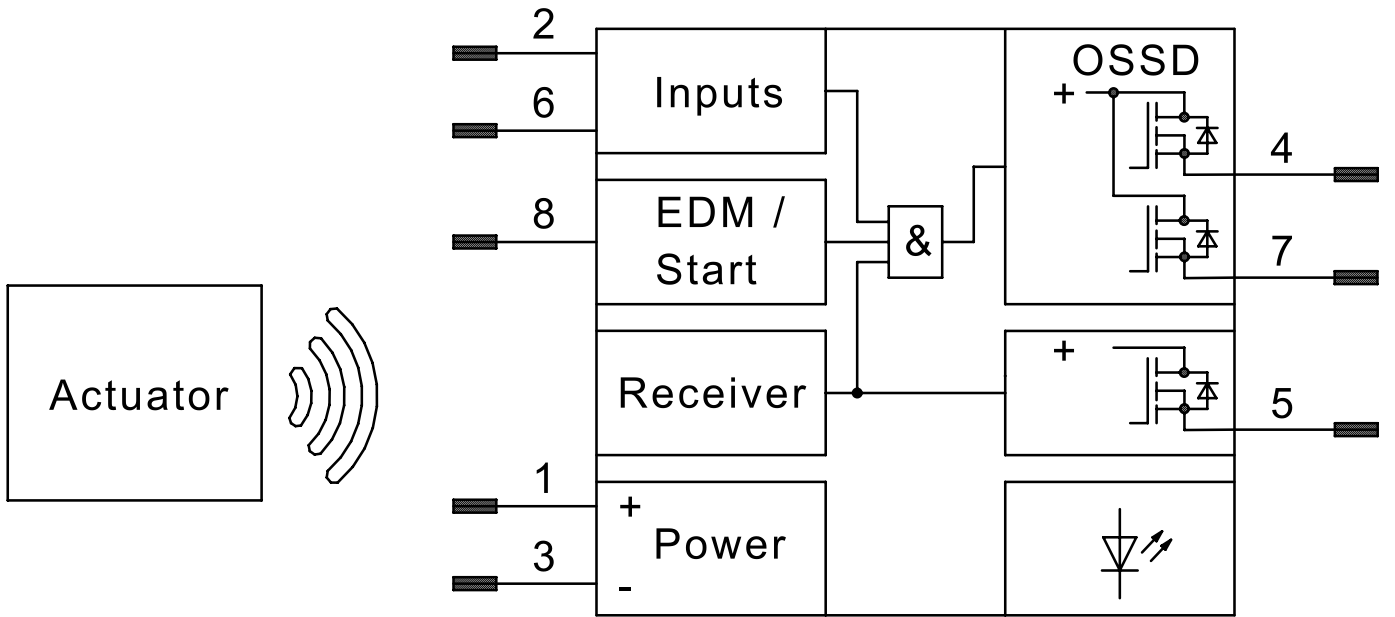 2
Inputs
6
OSSD
+
4
8
EDM /
Start
&
7
Actuator
Receiver
+
5
1
+
Power
3
-